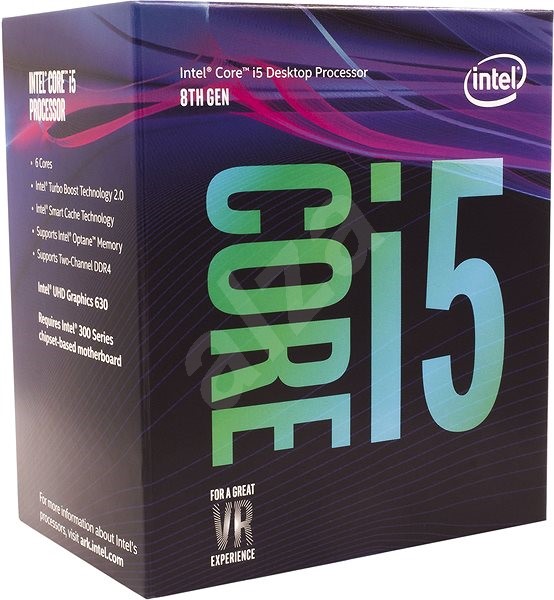 INTEL® CORE™ i5
PROCESSOR
• 6 Cores
• Intel® Turbo Boost Technology 2.0
• Intel® Smart Cache Technology
• Supports Intel® Optane™ Memory
• Supports Two-Channel DDR4
Intel® UHD Graphics 630
Requires Intel® 300 Series
chipset-based motherboard
For more information about Intel's
processors, visit ark.intel.com
Intel® Core™ i5 Desktop Processor
8TH GEN
intel®
CORE i5
alza
FOR A GREAT
VR
EXPERIENCE